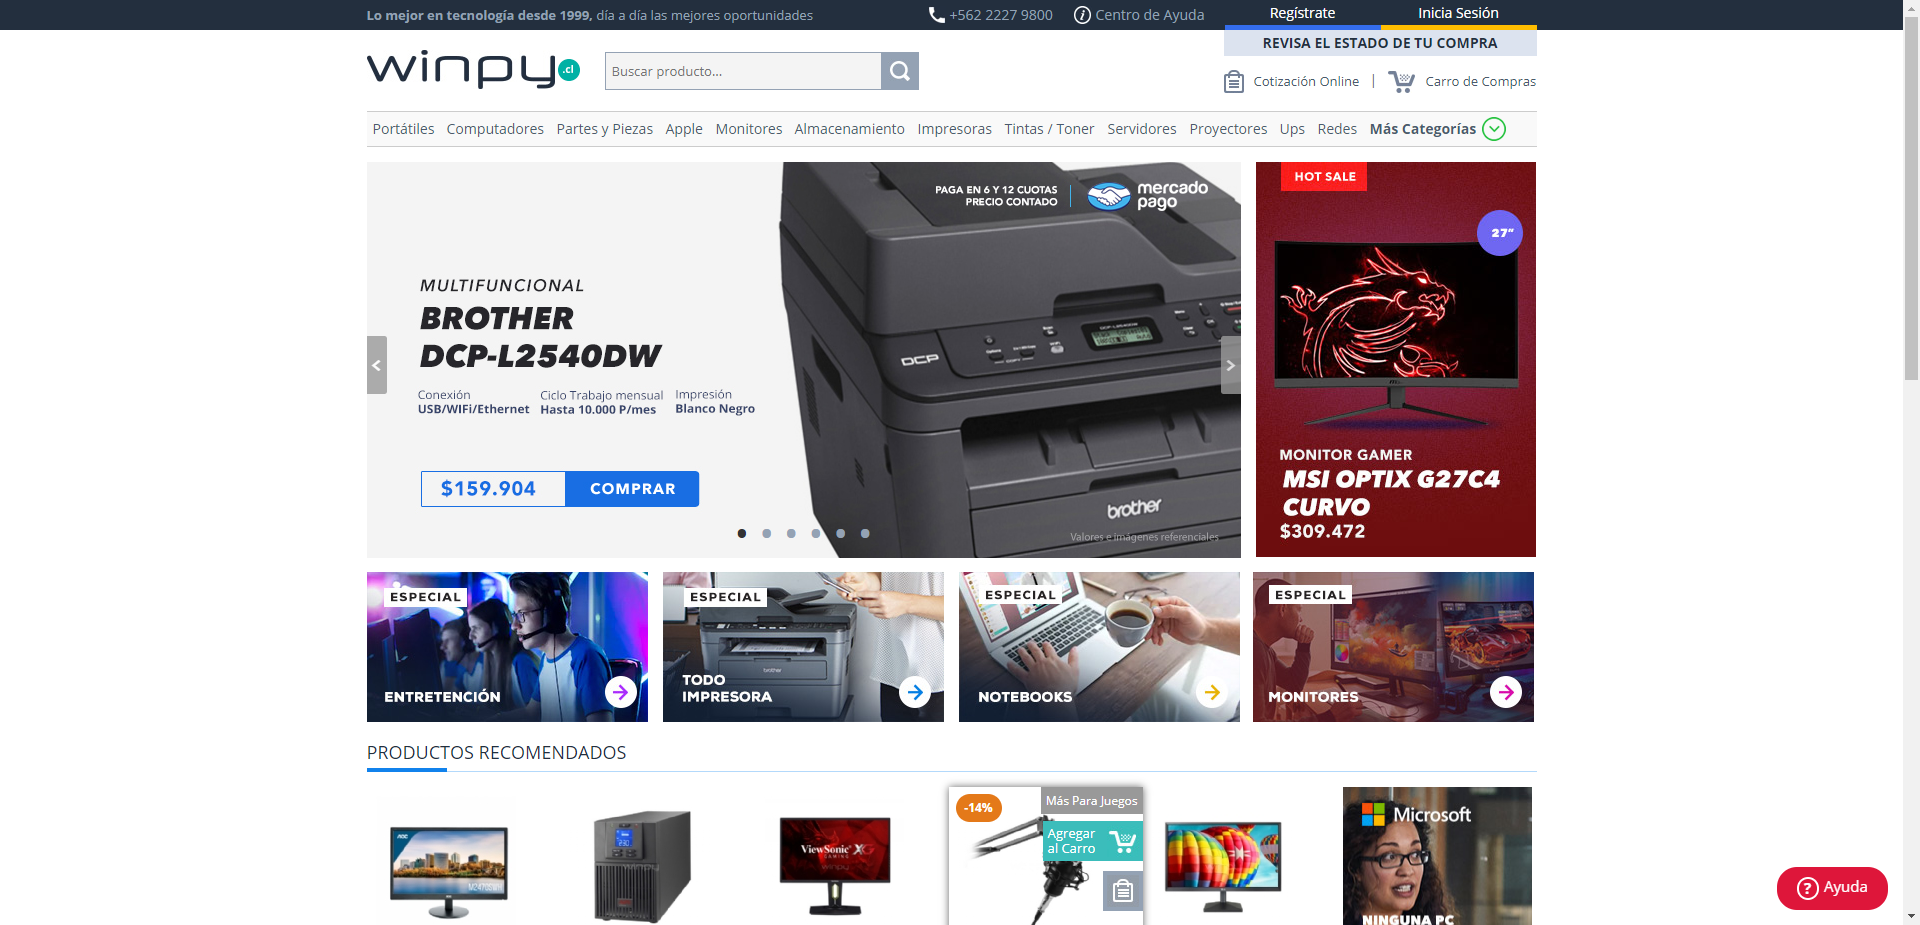 Lo mejor en tecnología desde 1999, día a día las mejores oportunidades
+562 2227 9800
Centro de Ayuda
Regístrate
Inicia Sesión
REVISA EL ESTADO DE TU COMPRA
winpy.cl
Buscar producto...
Cotización Online | Carro de Compras
Portátiles Computadores Partes y Piezas Apple Monitores Almacenamiento Impresoras Tintas / Toner Servidores Proyectores Ups Redes Más Categorías
PAGA EN 6 Y 12 CUOTAS
PRECIO CONTADO
mercado
pago
MULTIFUNCIONAL
BROTHER
DCP-L2540DW
Conexión
USB/WIFi/Ethernet
Ciclo Trabajo mensual
Hasta 10.000 P/mes
Impresión
Blanco Negro
$159.904
COMPRAR
DCP
brother
Valores e imágenes referenciales
HOT SALE
27"
MONITOR GAMER
MSI OPTIX G27C4
CURVO
$309.472
ESPECIAL
ENTRETENCIÓN
ESPECIAL
brother
TODO
IMPRESORA
ESPECIAL
NOTEBOOKS
ESPECIAL
MONITORES
PRODUCTOS RECOMENDADOS
AOC
ViewSonic XG
GAMING
-14%
Más Para Juegos
Agregar
al Carro
Microsoft
NINGUNA PC
Ayuda